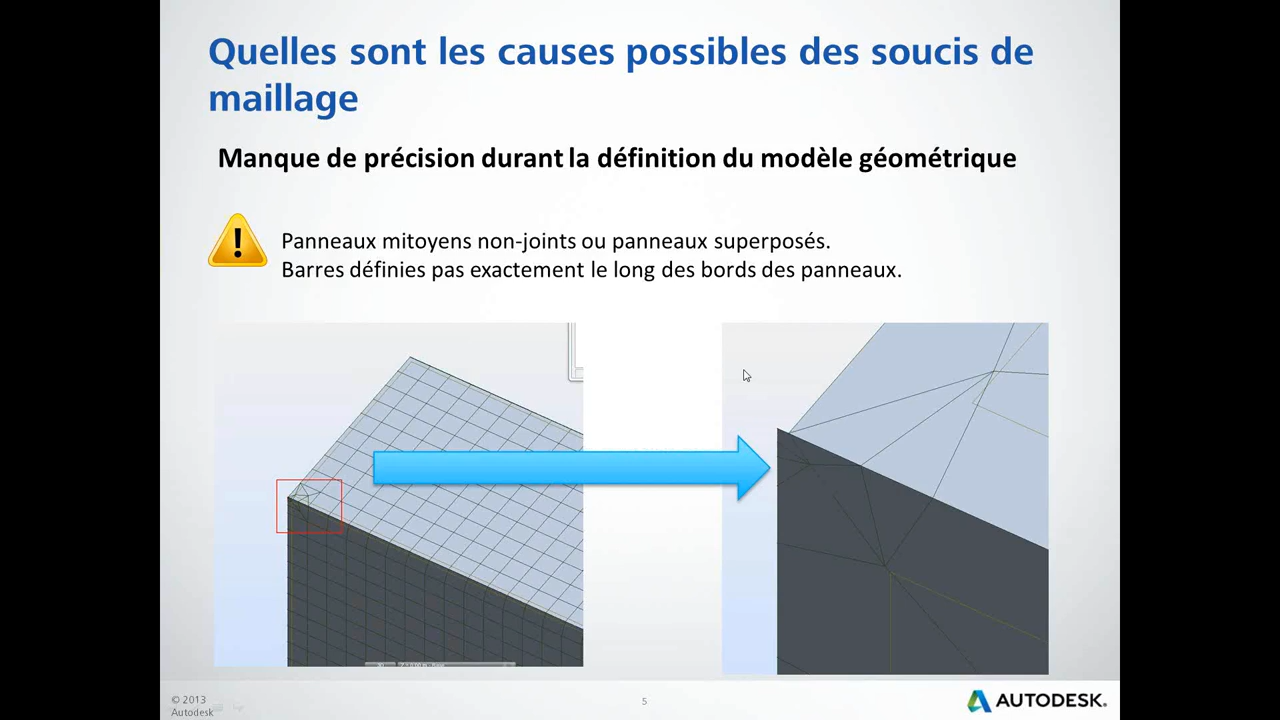 Quelles sont les causes possibles des soucis de
maillage
Manque de précision durant la définition du modèle géométrique
Panneaux mitoyens non-joints ou panneaux superposés.
Barres définies pas exactement le long des bords des panneaux.
© 2013
Autodesk
5
AUTODESK.